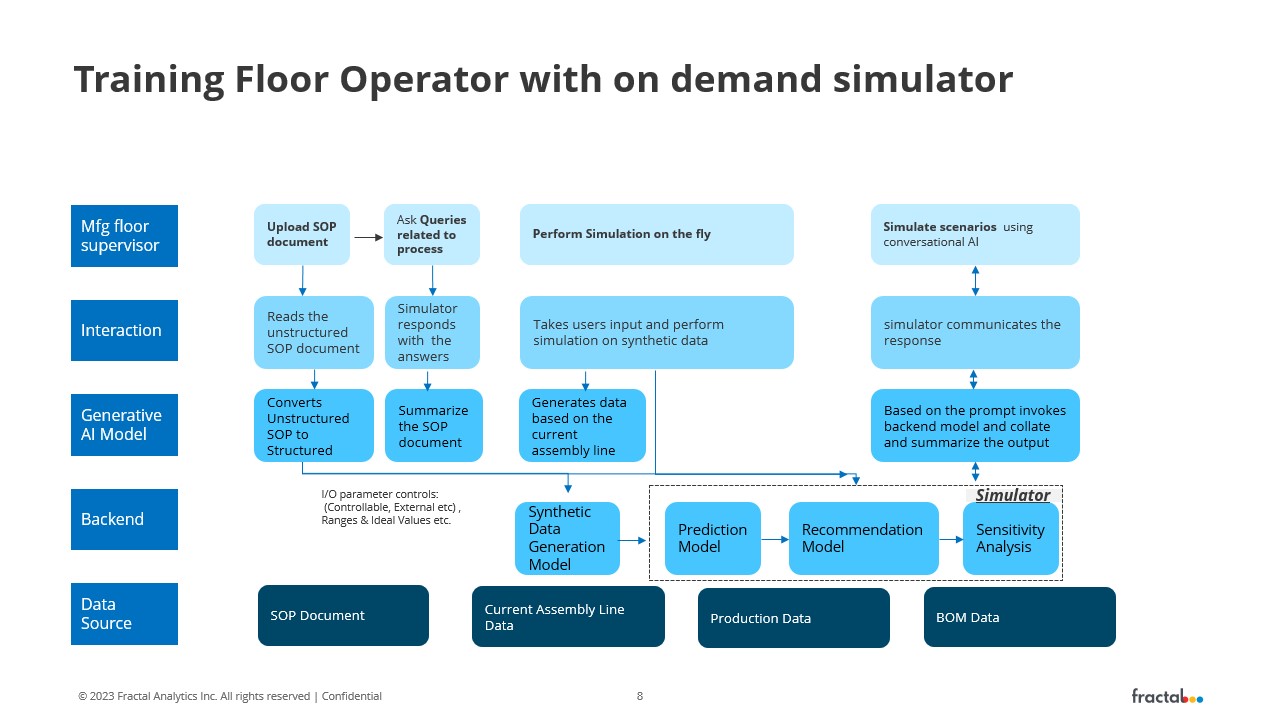 Training Floor Operator with on demand simulator
Mfg floor
supervisor
Upload SOP
document
Ask Queries
related to
process
Perform Simulation on the fly
Simulate scenarios using
conversational AI
Interaction
Reads the
unstructured
SOP document
Simulator
responds
with the
answers
Takes users input and perform
simulation on synthetic data
simulator communicates the
response
Generative
AI Model
Converts
Unstructured
SOP to
Structured
Summarize
the SOP
document
Generates data
based on the
current
assembly line
Based on the prompt invokes
backend model and collate
and summarize the output
Backend
I/O parameter controls:
(Controllable, External etc) ,
Ranges & Ideal Values etc.
Synthetic
Data
Generation
Model
Simulator
Prediction
Model
Recommendation
Model
Sensitivity
Analysis
Data
Source
SOP Document
Current Assembly Line
Data
Production Data
BOM Data
© 2023 Fractal Analytics Inc. All rights reserved | Confidential
8
fractal